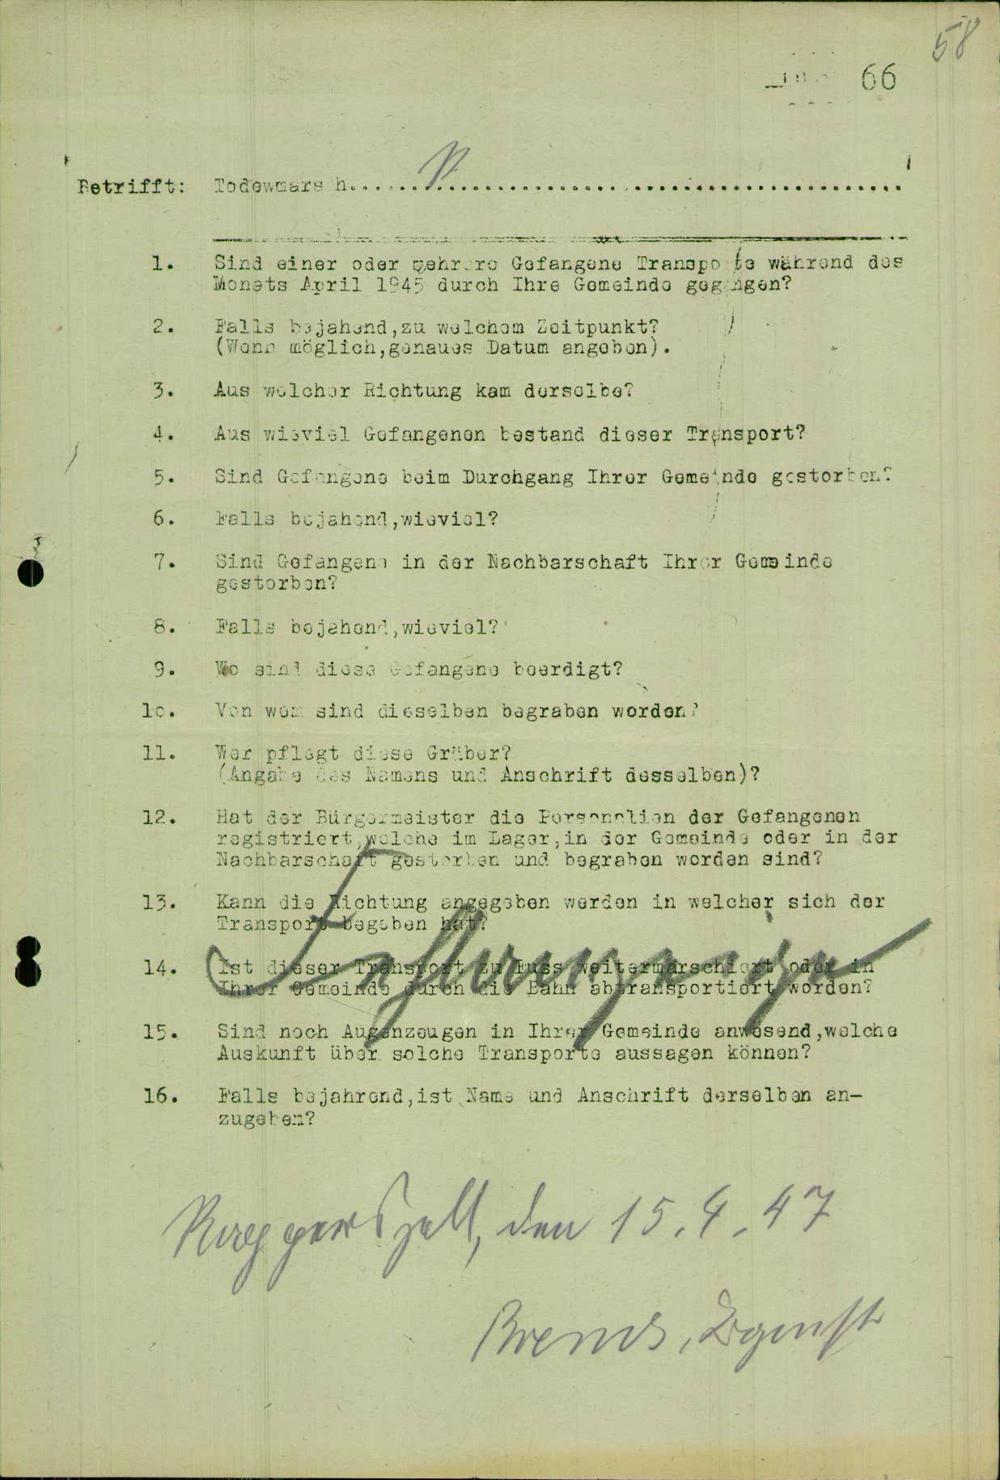 58
66
Betrifft: Todesmarsch..............................
1. Sind einer oder mehrere Gefangene Transporte während des
Monats April 1945 durch Ihre Gemeinde gegangen?
2. Falls bejahend,zu welchem Zeitpunkt?
(Wenn möglich,genaues Datum angeben).
3. Aus welcher Richtung kam derselbe?
4. Aus wieviel Gefangenen bestand dieser Transport?
5. Sind Gefangene beim Durchgang Ihrer Gemeinde gestorben?
6. Falls bejahend,wieviel?
7. Sind Gefangene in der Nachbarschaft Ihrer Gemeinde
gestorben?
8. Falls bejahend,wieviel?
9. Wo sind diese Gefangene beerdigt?
1o. Von wem sind dieselben begraben worden?
11. Wer pflegt diese Gräber?
(Angabe des Namens und Anschrift desselben)?
12. Hat der Bürgermeister die Personalien der Gefangenen
registriert,welche im Lager,in der Gemeinde oder in der
Nachbarschaft gestorben und begraben worden sind?
13. Kann die Richtung angegeben werden in welcher sich der
Transport begeben hat?
14. Ist dieser Transport zu Fuss weitermarschiert oder in
Ihrer Gemeinde durch die Bahn abtransportiert worden?
15. Sind noch Augenzeugen in Ihrer Gemeinde anwesend,welche
Auskunft über solche Transporte aussagen können?
16. Falls bejahrend,ist Name und Anschrift derselben an-
zugeben?
Fehlanzeige
den 15.4.47